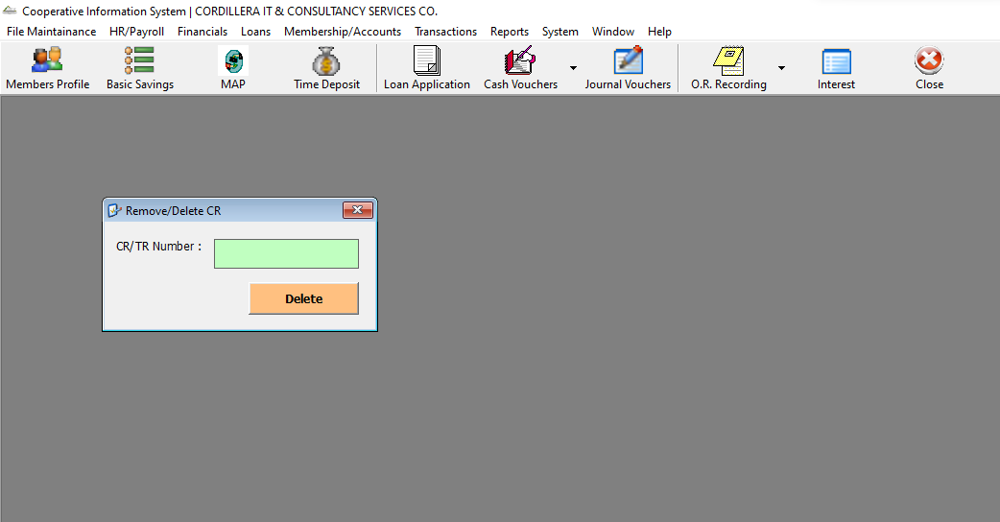 Cooperative Information System | CORDILLERA IT & CONSULTANCY SERVICES CO.
File Maintainance HR/Payroll Financials Loans Membership/Accounts Transactions Reports System Window Help
Members Profile Basic Savings MAP Time Deposit Loan Application Cash Vouchers Journal Vouchers O.R. Recording Interest Close
Remove/Delete CR
CR/TR Number :
Delete